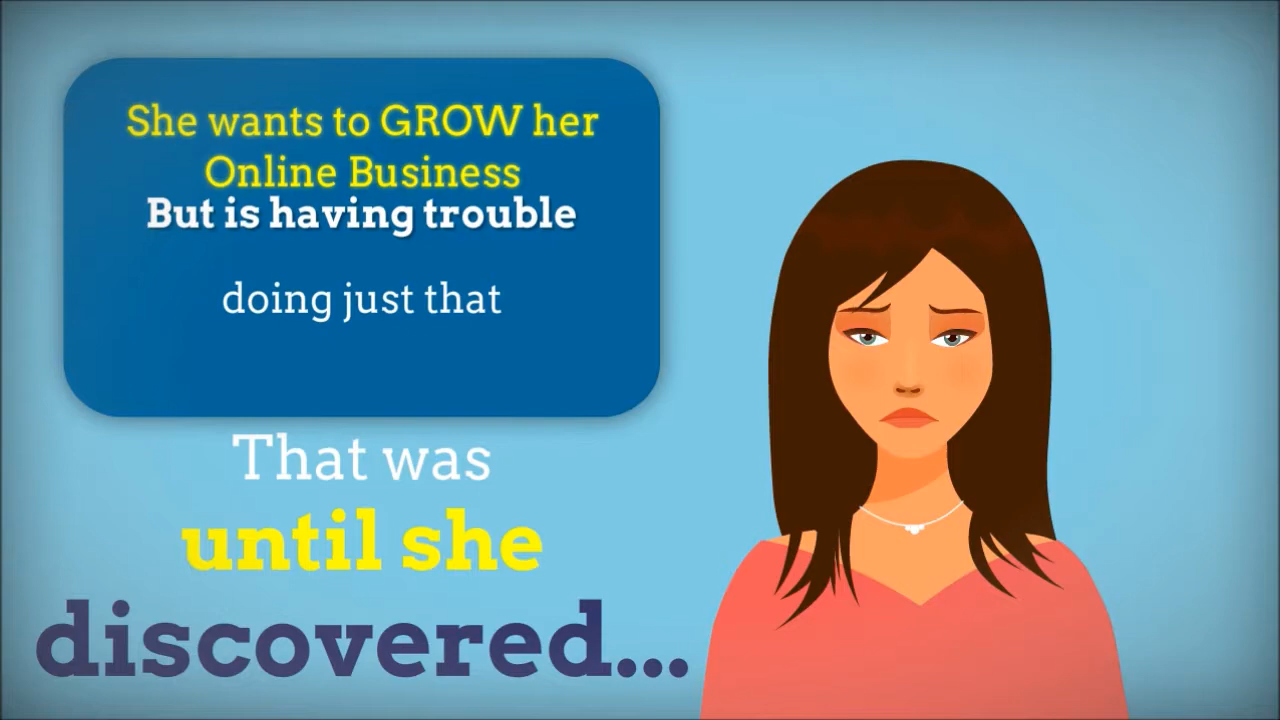 She wants to GROW her
Online Business
But is having trouble
doing just that
That was
until she
discovered...